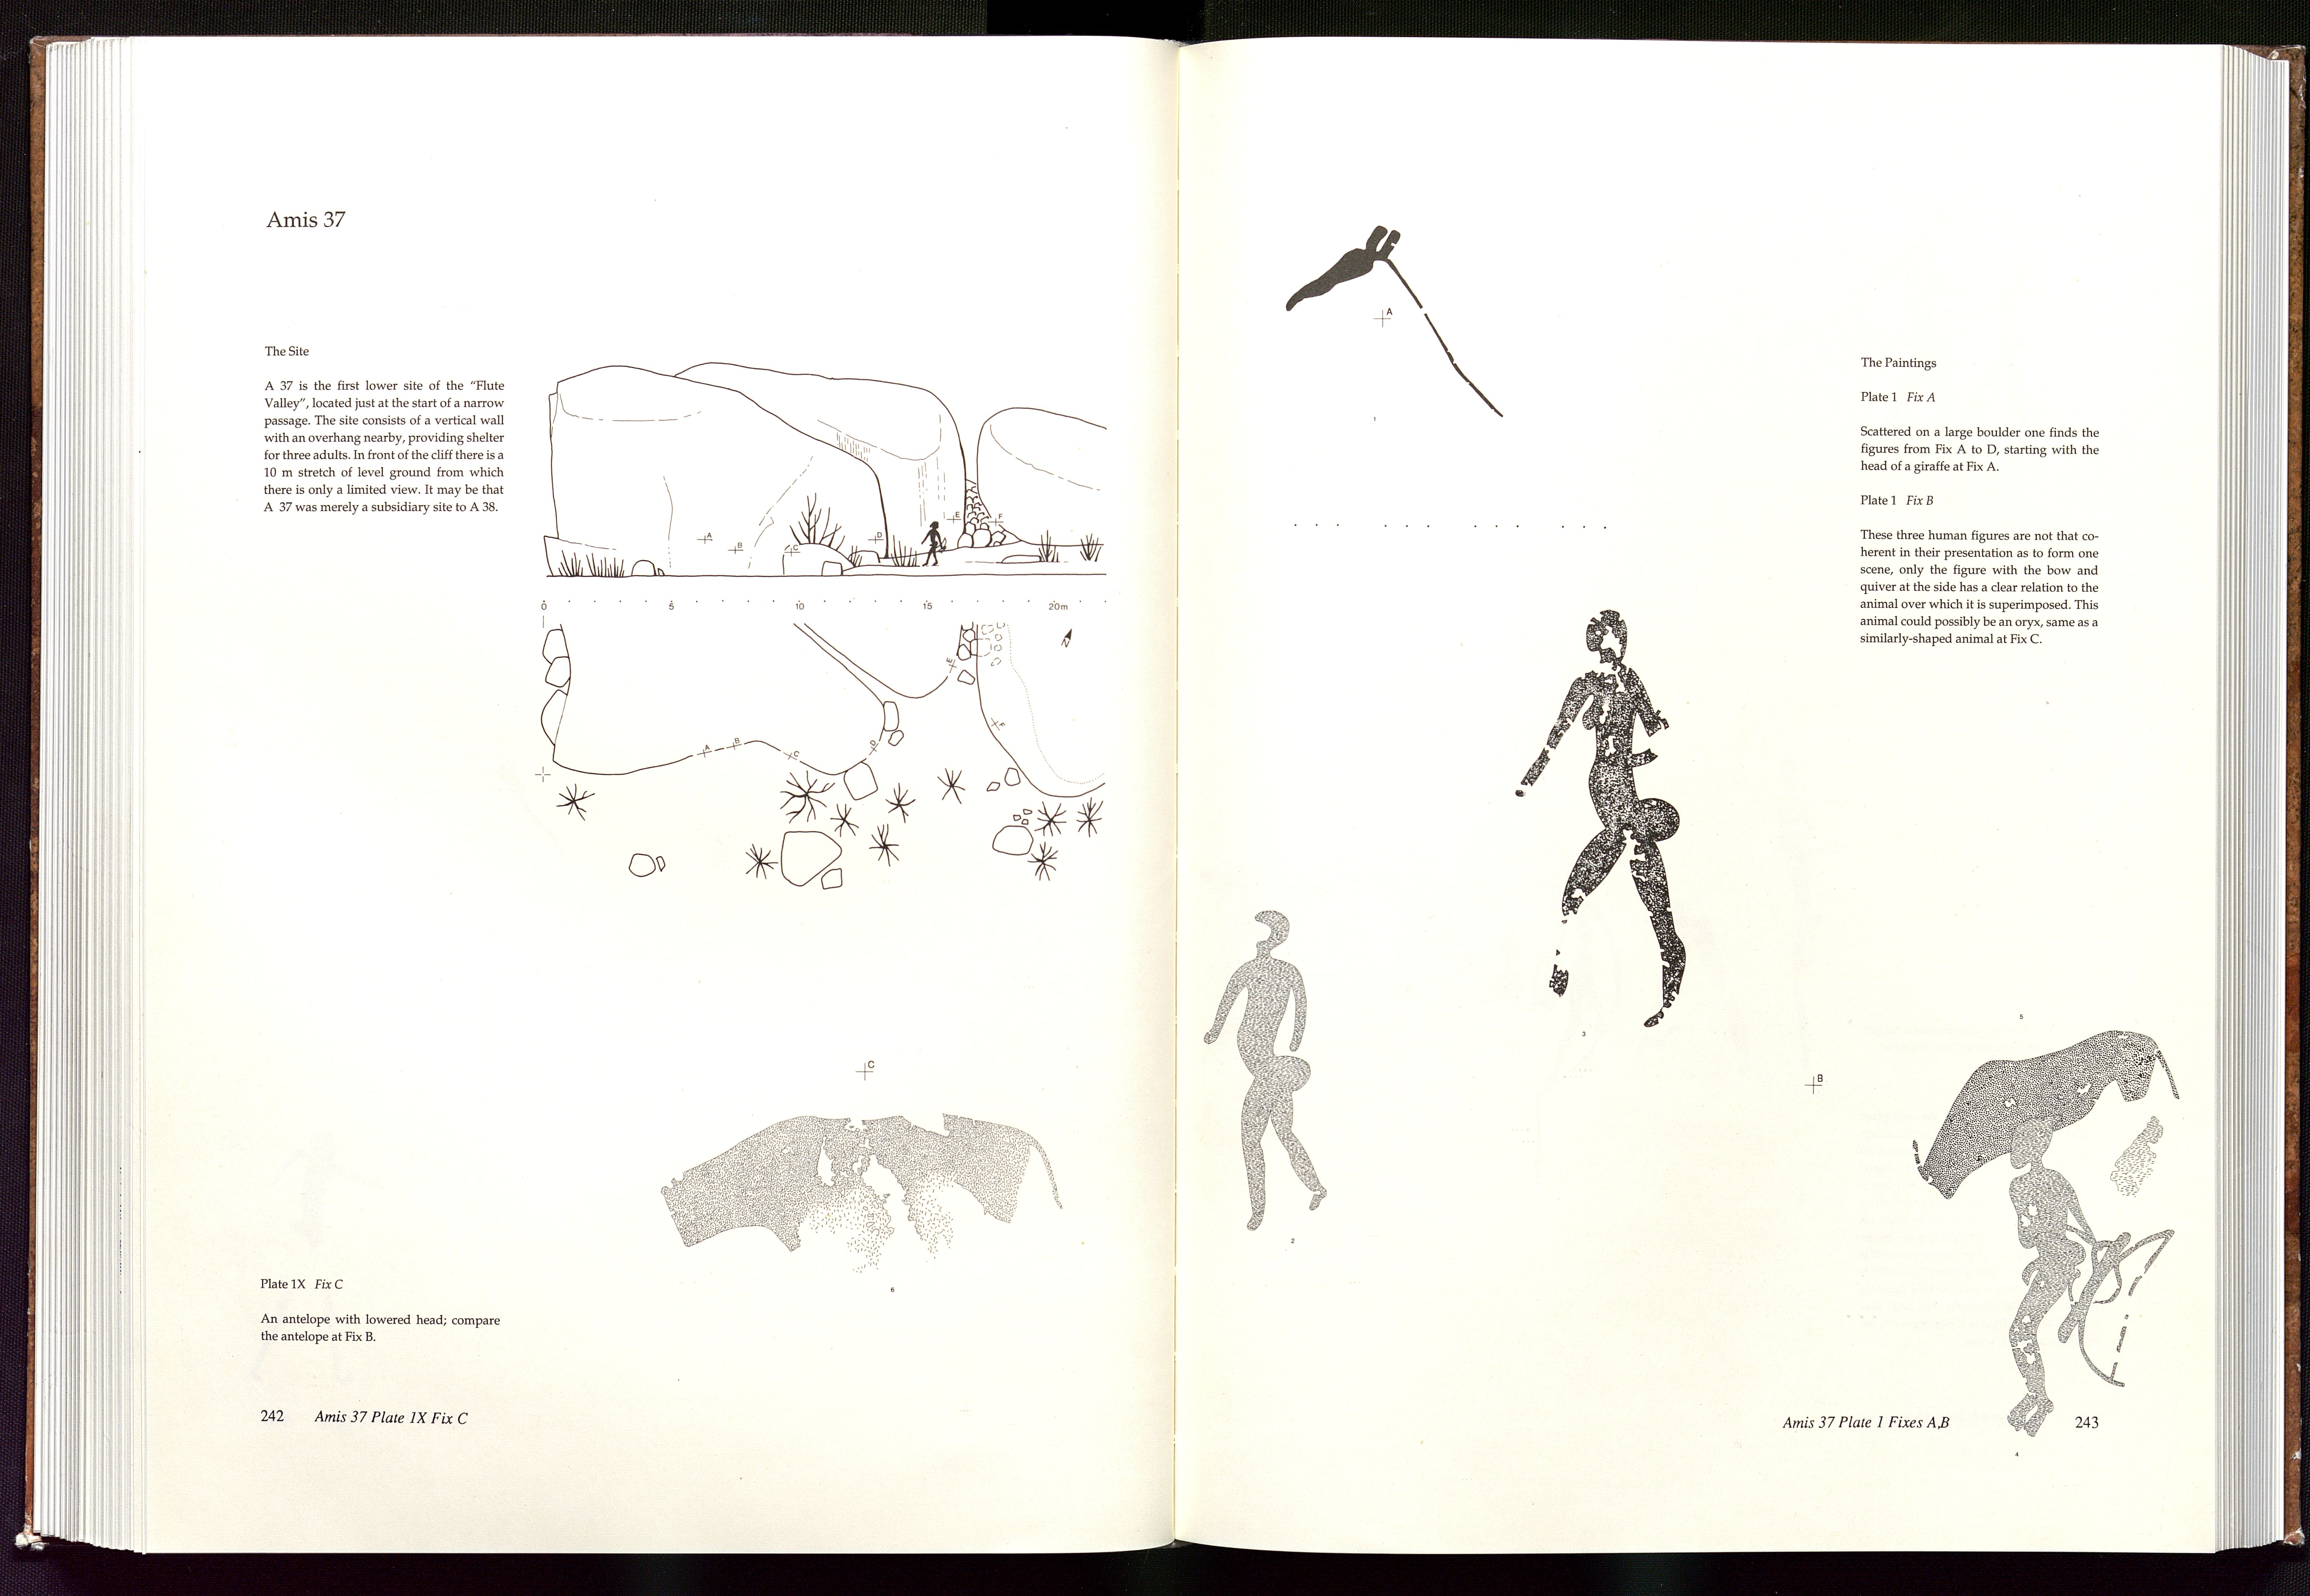 Amis 37
The Site
A 37 is the first lower site of the “Flute
Valley”, located just at the start of a narrow
passage. The site consists of a vertical wall
with an overhang nearby, providing shelter
for three adults. In front of the cliff there is a
10 m stretch of level ground from which
there is only a limited view. It may be that
A 37 was merely a subsidiary site to A 38.
A
B
C
D
E
F
0 5 10 15 20m
N
E
F
A
B
C
D
C
6
Plate 1X Fix C
An antelope with lowered head; compare
the antelope at Fix B.
242 Amis 37 Plate 1X Fix C
A
1
The Paintings
Plate 1 Fix A
Scattered on a large boulder one finds the
figures from Fix A to D, starting with the
head of a giraffe at Fix A.
Plate 1 Fix B
These three human figures are not that co-
herent in their presentation as to form one
scene, only the figure with the bow and
quiver at the side has a clear relation to the
animal over which it is superimposed. This
animal could possibly be an oryx, same as a
similarly-shaped animal at Fix C.
5
3
B
2
Amis 37 Plate 1 Fixes A,B 243
4